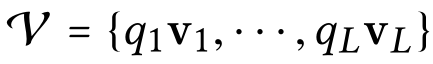 𝒱 = {q₁𝐯₁, · · · , q_L𝐯_L}